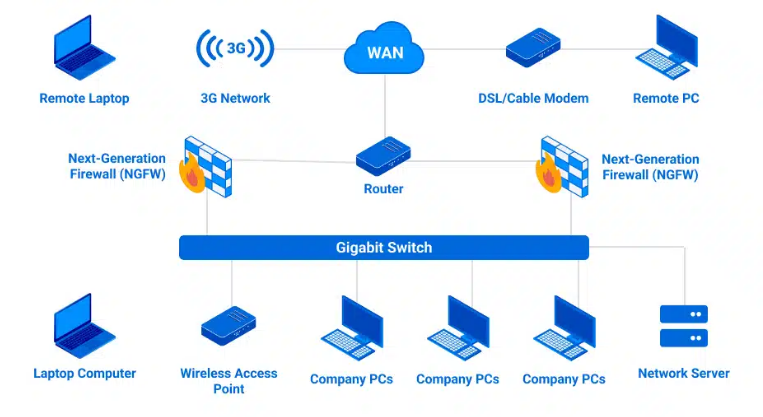 3G
WAN
Remote Laptop
3G Network
DSL/Cable Modem
Remote PC
Next-Generation
Firewall (NGFW)
Router
Next-Generation
Firewall (NGFW)
Gigabit Switch
Laptop Computer
Wireless Access
Point
Company PCs
Company PCs
Company PCs
Network Server